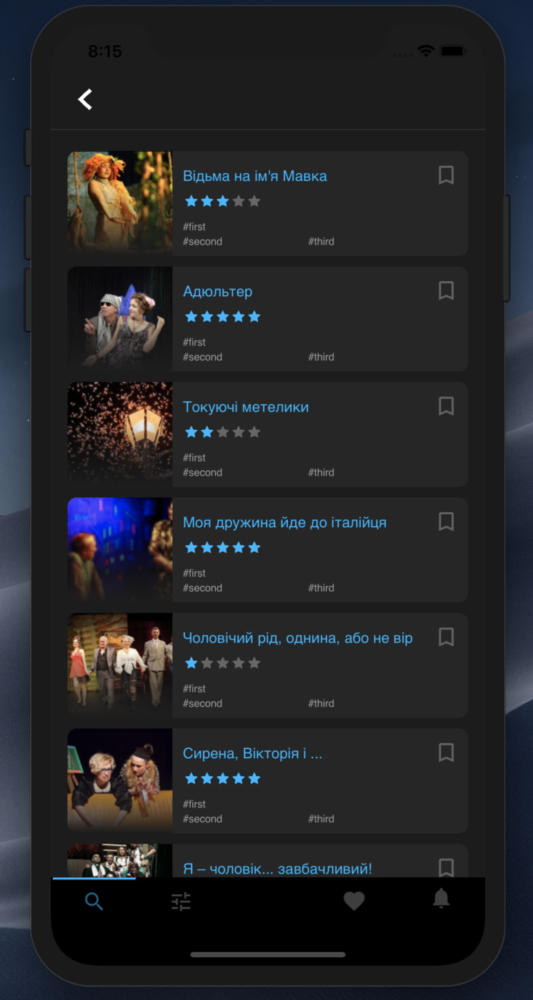 8:15
Відьма на ім'я Мавка
#first
#second #third
Адюльтер
#first
#second #third
Токуючі метелики
#first
#second #third
Моя дружина йде до італійця
#first
#second #third
Чоловічий рід, однина, або не вір
#first
#second #third
Сирена, Вікторія і ...
#first
#second #third
Я – чоловік... завбачливий!